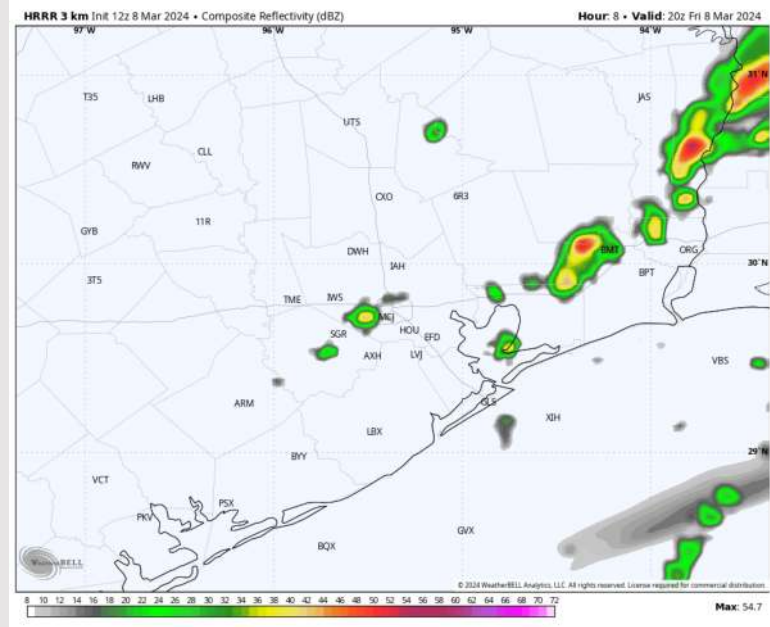 HRRR 3 km Init 12z 8 Mar 2024 • Composite Reflectivity (dBZ) Hour: 8 • Valid: 20z Fri 8 Mar 2024
97°W 96°W 95°W 94°W
31°N
T35 LHB JAS
UTS
CLL
RWV
CXO 6R3
11R
GYB
DWH BMT ORG
IAH 30°N
3T5 BPT
TME IWS
MCJ
SGR HOU EFD
AXH LVJ VBS
ARM GLS
XIH
LBX
29°N
BYY
VCT
PSX
PKV
GVX
BQX
WeatherBELL
© 2024 WeatherBELL Analytics, LLC. All rights reserved. License required for commercial distribution.
8 10 12 14 16 18 20 22 24 26 28 30 32 34 36 38 40 42 44 46 48 50 52 54 56 58 60 62 64 66 68 70 72 Max: 54.7